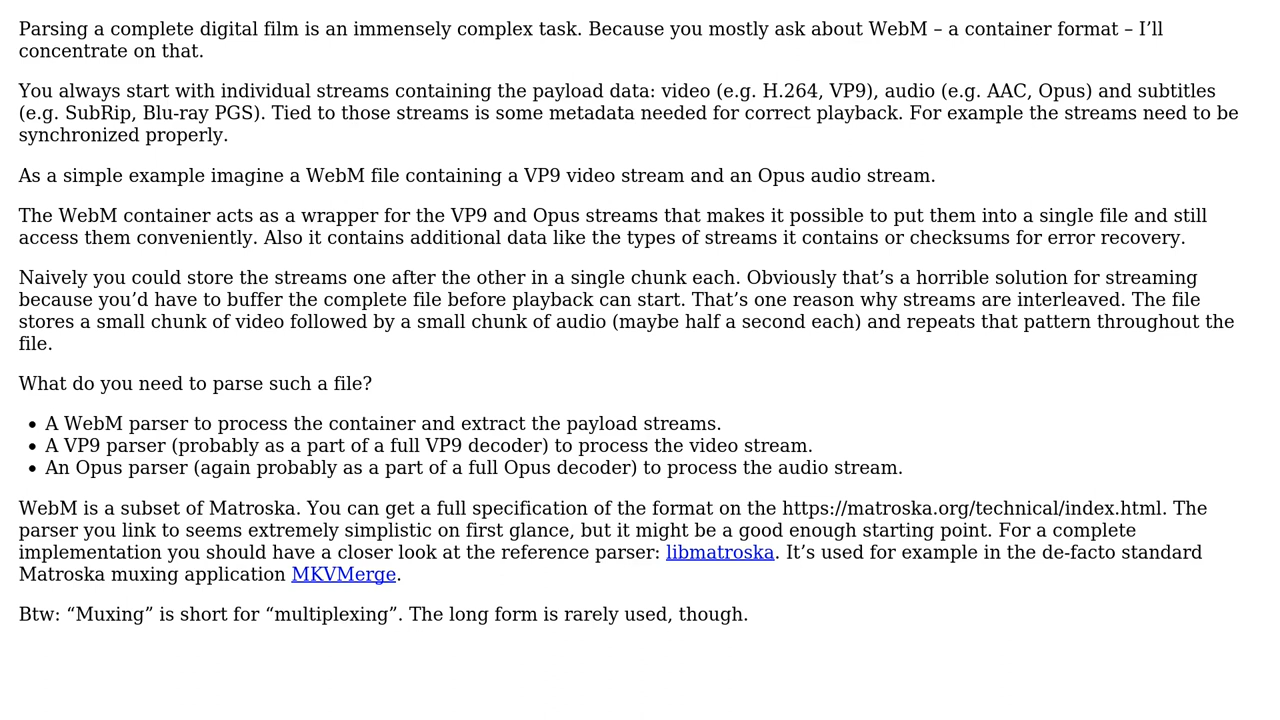 Parsing a complete digital film is an immensely complex task. Because you mostly ask about WebM – a container format – I’ll
concentrate on that.
You always start with individual streams containing the payload data: video (e.g. H.264, VP9), audio (e.g. AAC, Opus) and subtitles
(e.g. SubRip, Blu-ray PGS). Tied to those streams is some metadata needed for correct playback. For example the streams need to be
synchronized properly.
As a simple example imagine a WebM file containing a VP9 video stream and an Opus audio stream.
The WebM container acts as a wrapper for the VP9 and Opus streams that makes it possible to put them into a single file and still
access them conveniently. Also it contains additional data like the types of streams it contains or checksums for error recovery.
Naively you could store the streams one after the other in a single chunk each. Obviously that’s a horrible solution for streaming
because you’d have to buffer the complete file before playback can start. That’s one reason why streams are interleaved. The file
stores a small chunk of video followed by a small chunk of audio (maybe half a second each) and repeats that pattern throughout the
file.
What do you need to parse such a file?
• A WebM parser to process the container and extract the payload streams.
• A VP9 parser (probably as a part of a full VP9 decoder) to process the video stream.
• An Opus parser (again probably as a part of a full Opus decoder) to process the audio stream.
WebM is a subset of Matroska. You can get a full specification of the format on the https://matroska.org/technical/index.html. The
parser you link to seems extremely simplistic on first glance, but it might be a good enough starting point. For a complete
implementation you should have a closer look at the reference parser: libmatroska. It’s used for example in the de-facto standard
Matroska muxing application MKVMerge.
Btw: “Muxing” is short for “multiplexing”. The long form is rarely used, though.